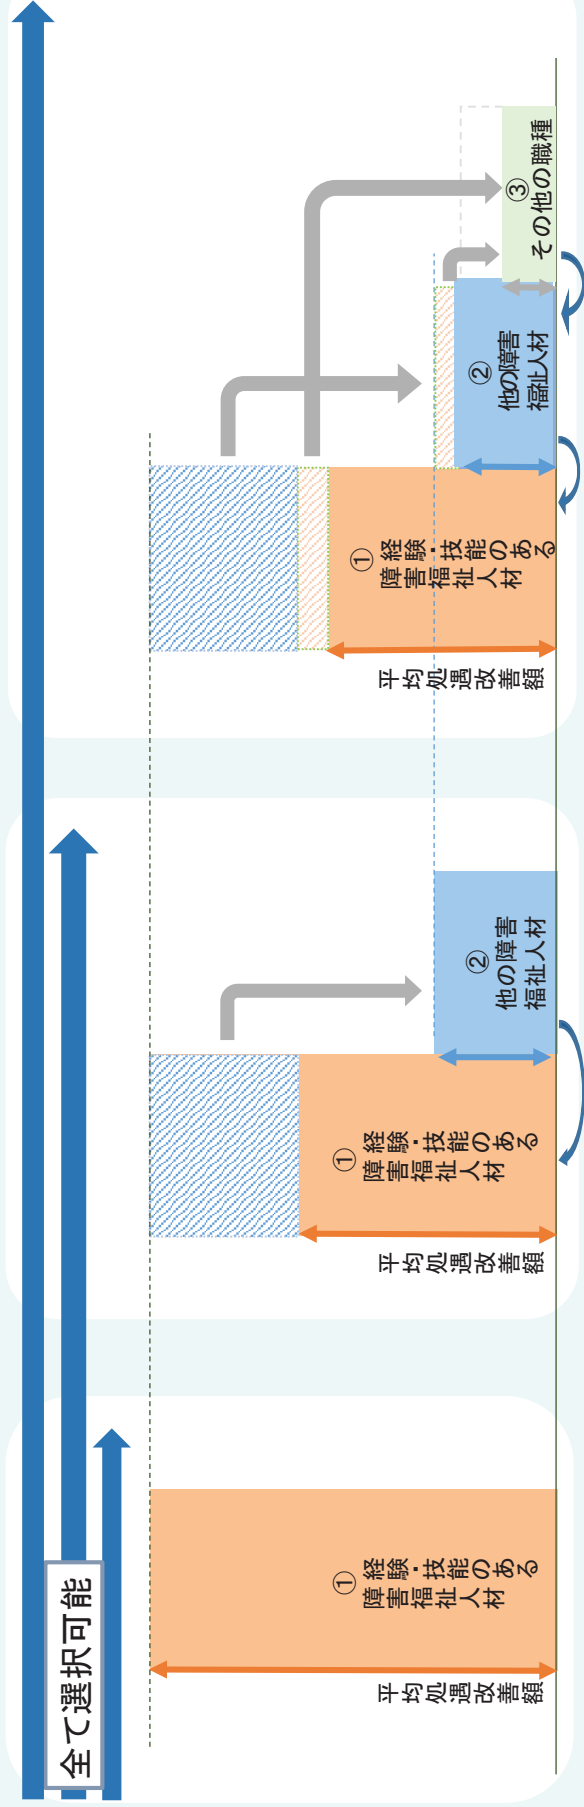 全て選択可能
平均処遇改善額
①
経験・技能のある
障害福祉人材
平均処遇改善額
①
経験・技能のある
障害福祉人材
②
他の障害
福祉人材
平均処遇改善額
①
経験・技能のある
障害福祉人材
②
他の障害
福祉人材
③
その他の職種